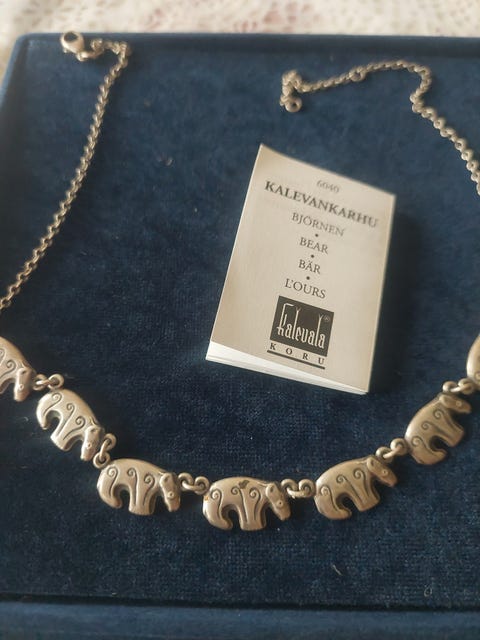 6040
KALEVANKARHU
BJÖRNEN
•
BEAR
•
BÄR
•
L'OURS
Kalevala®
KORU